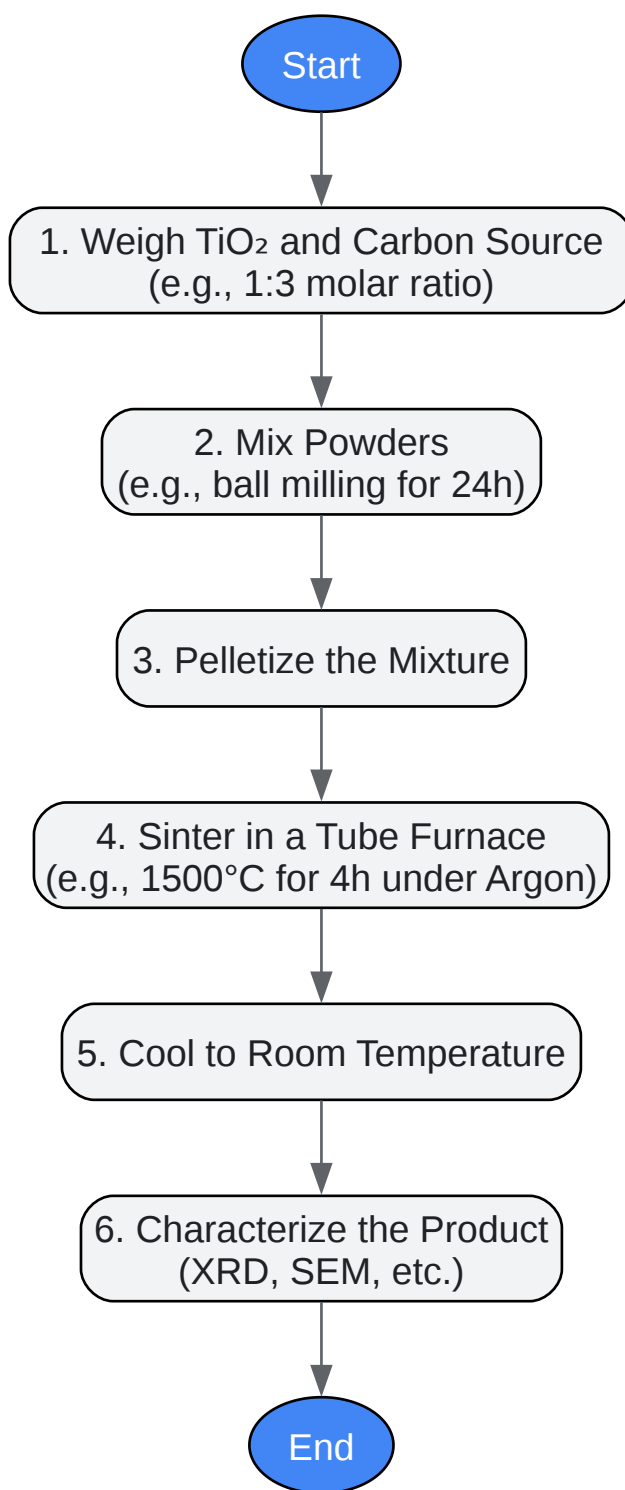 Start
1. Weigh TiO₂ and Carbon Source
(e.g., 1:3 molar ratio)
2. Mix Powders
(e.g., ball milling for 24h)
3. Pelletize the Mixture
4. Sinter in a Tube Furnace
(e.g., 1500°C for 4h under Argon)
5. Cool to Room Temperature
6. Characterize the Product
(XRD, SEM, etc.)
End